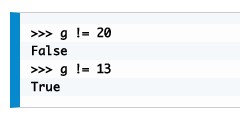 >>> g != 20
False
>>> g != 13
True